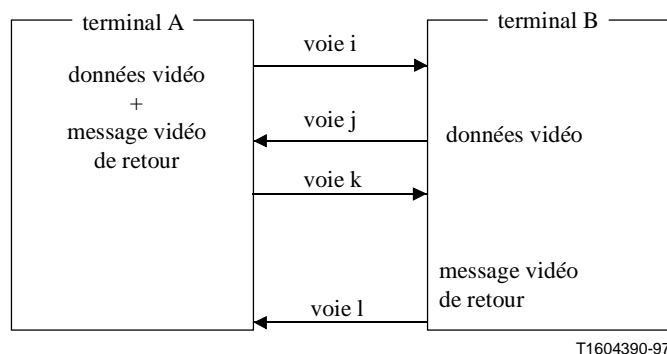 terminal A
terminal B
voie i
données vidéo
+
message vidéo
de retour
voie j
données vidéo
voie k
message vidéo
de retour
voie l
T1604390-97